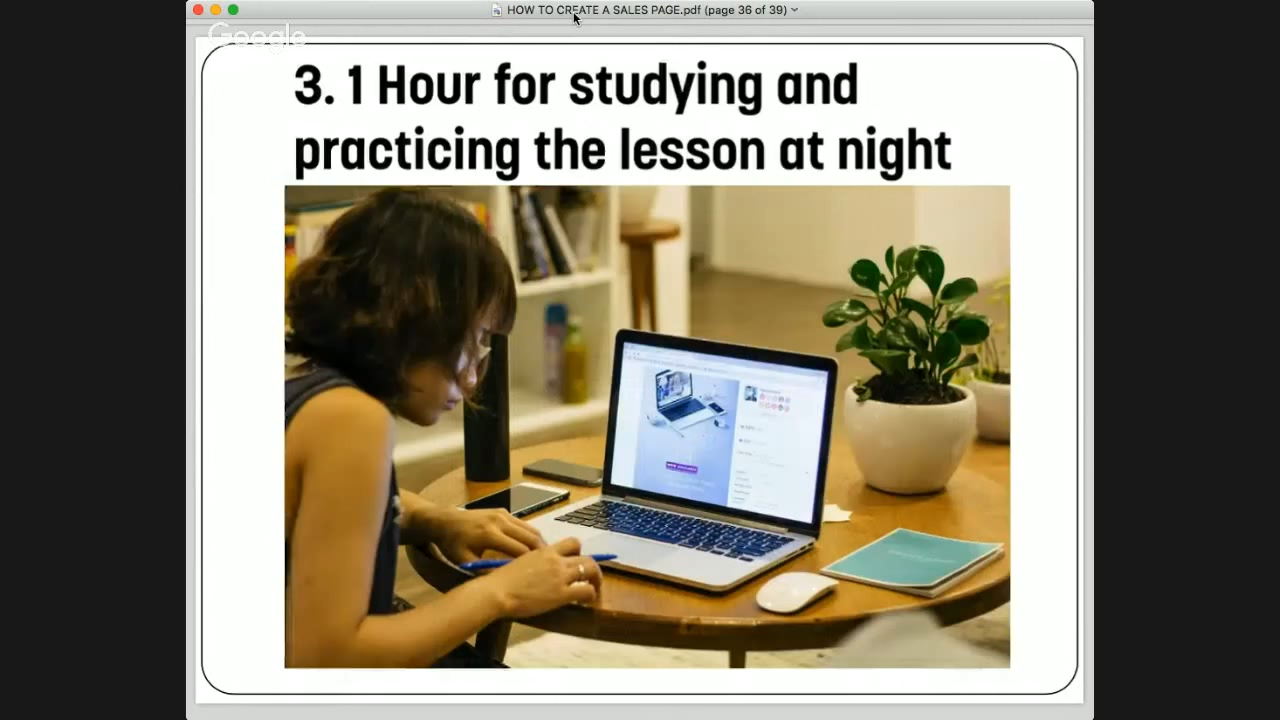 HOW TO CREATE A SALES PAGE.pdf (page 36 of 39)
Google
3. 1 Hour for studying and
practicing the lesson at night